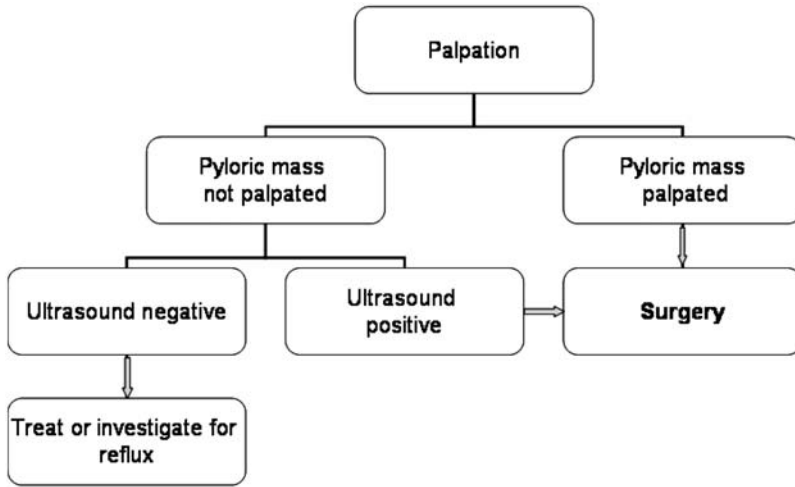 Palpation
Pyloric mass
not palpated
Pyloric mass
palpated
Ultrasound negative
Ultrasound
positive
Surgery
Treat or investigate for
reflux